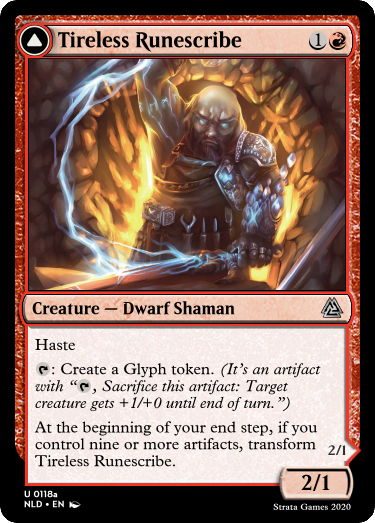 Tireless Runescribe 1
Creature — Dwarf Shaman
Haste
: Create a Glyph token. (It's an artifact
with “, Sacrifice this artifact: Target
creature gets +1/+0 until end of turn.”)
At the beginning of your end step, if you
control nine or more artifacts, transform
Tireless Runescribe.
2/1
2/1
U 0118a
NLD • EN
Strata Games 2020